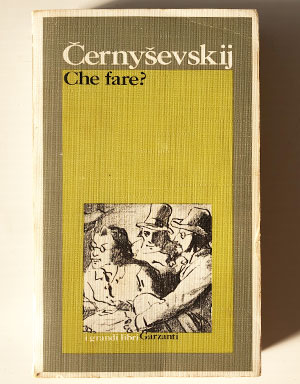 Černyševskij
Che fare?
i grandi libri Garzanti